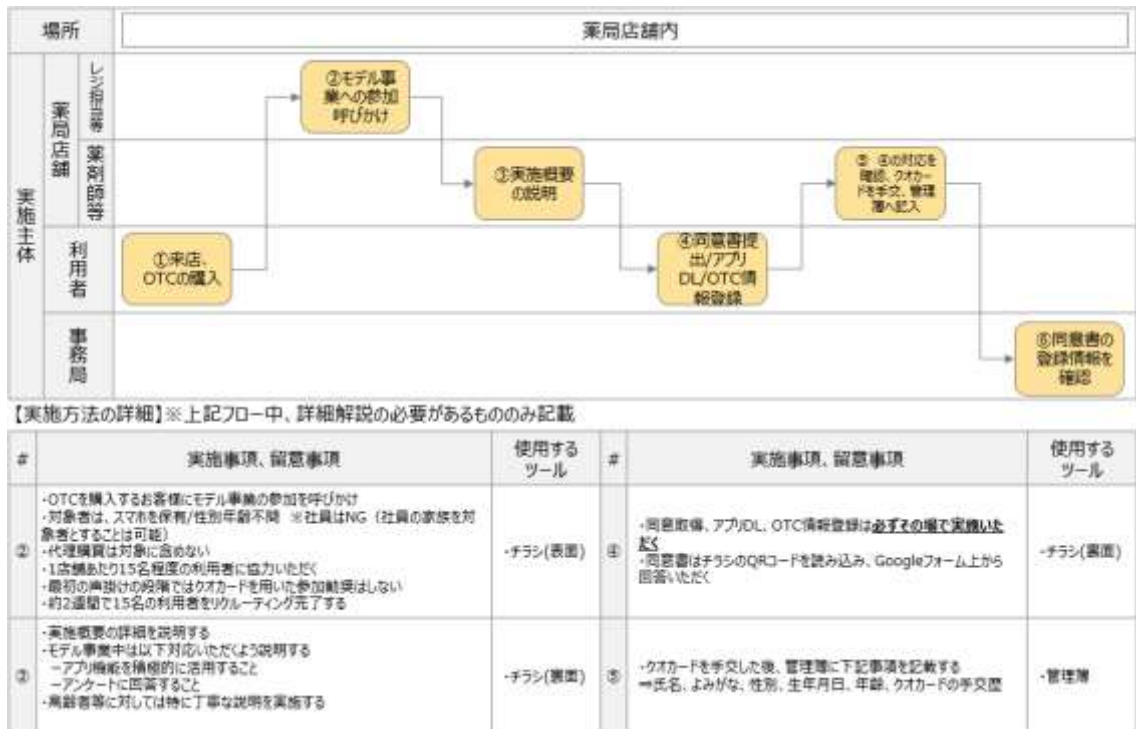 場所
薬局店舗内
実施主体
薬局店舗
レジ担当等
薬剤師等
利用者
事務局
①来店、
OTCの購入
②モデル事
業への参加
呼びかけ
③実施概要
の説明
④同意書提
出/アプリ
DL/OTC情
報登録
⑤ ④の対応を
確認、クオカー
ドを手交、管理
簿へ記入
⑥同意書の
登録情報を
確認
【実施方法の詳細】※上記フロー中、詳細解説の必要があるもののみ記載
#
実施事項、留意事項
使用する
ツール
#
実施事項、留意事項
使用する
ツール
②
・OTCを購入するお客様にモデル事業の参加を呼びかけ
・対象者は、スマホを保有/性別年齢不問 ※社員はNG（社員の家族を対
象者とすることは可能）
・代理購買は対象に含めない
・1店舗あたり15名程度の利用者に協力いただく
・最初の声掛けの段階ではクオカードを用いた参加勧奨はしない
・約2週間で15名の利用者をリクルーティング完了する
・チラシ(表面)
④
・同意取得、アプリDL、OTC情報登録は必ずその場で実施いた
だく
・同意書はチラシのQRコードを読み込み、Googleフォーム上から
回答いただく
・チラシ(裏面)
③
・実施概要の詳細を説明する
・モデル事業中は以下対応いただくよう説明する
－アプリ機能を積極的に活用すること
－アンケートに回答すること
・高齢者等に対しては特に丁寧な説明を実施する
・チラシ(裏面)
⑤
・クオカードを手交した後、管理簿に下記事項を記載する
⇒氏名、よみがな、性別、生年月日、年齢、クオカードの手交歴
・管理簿